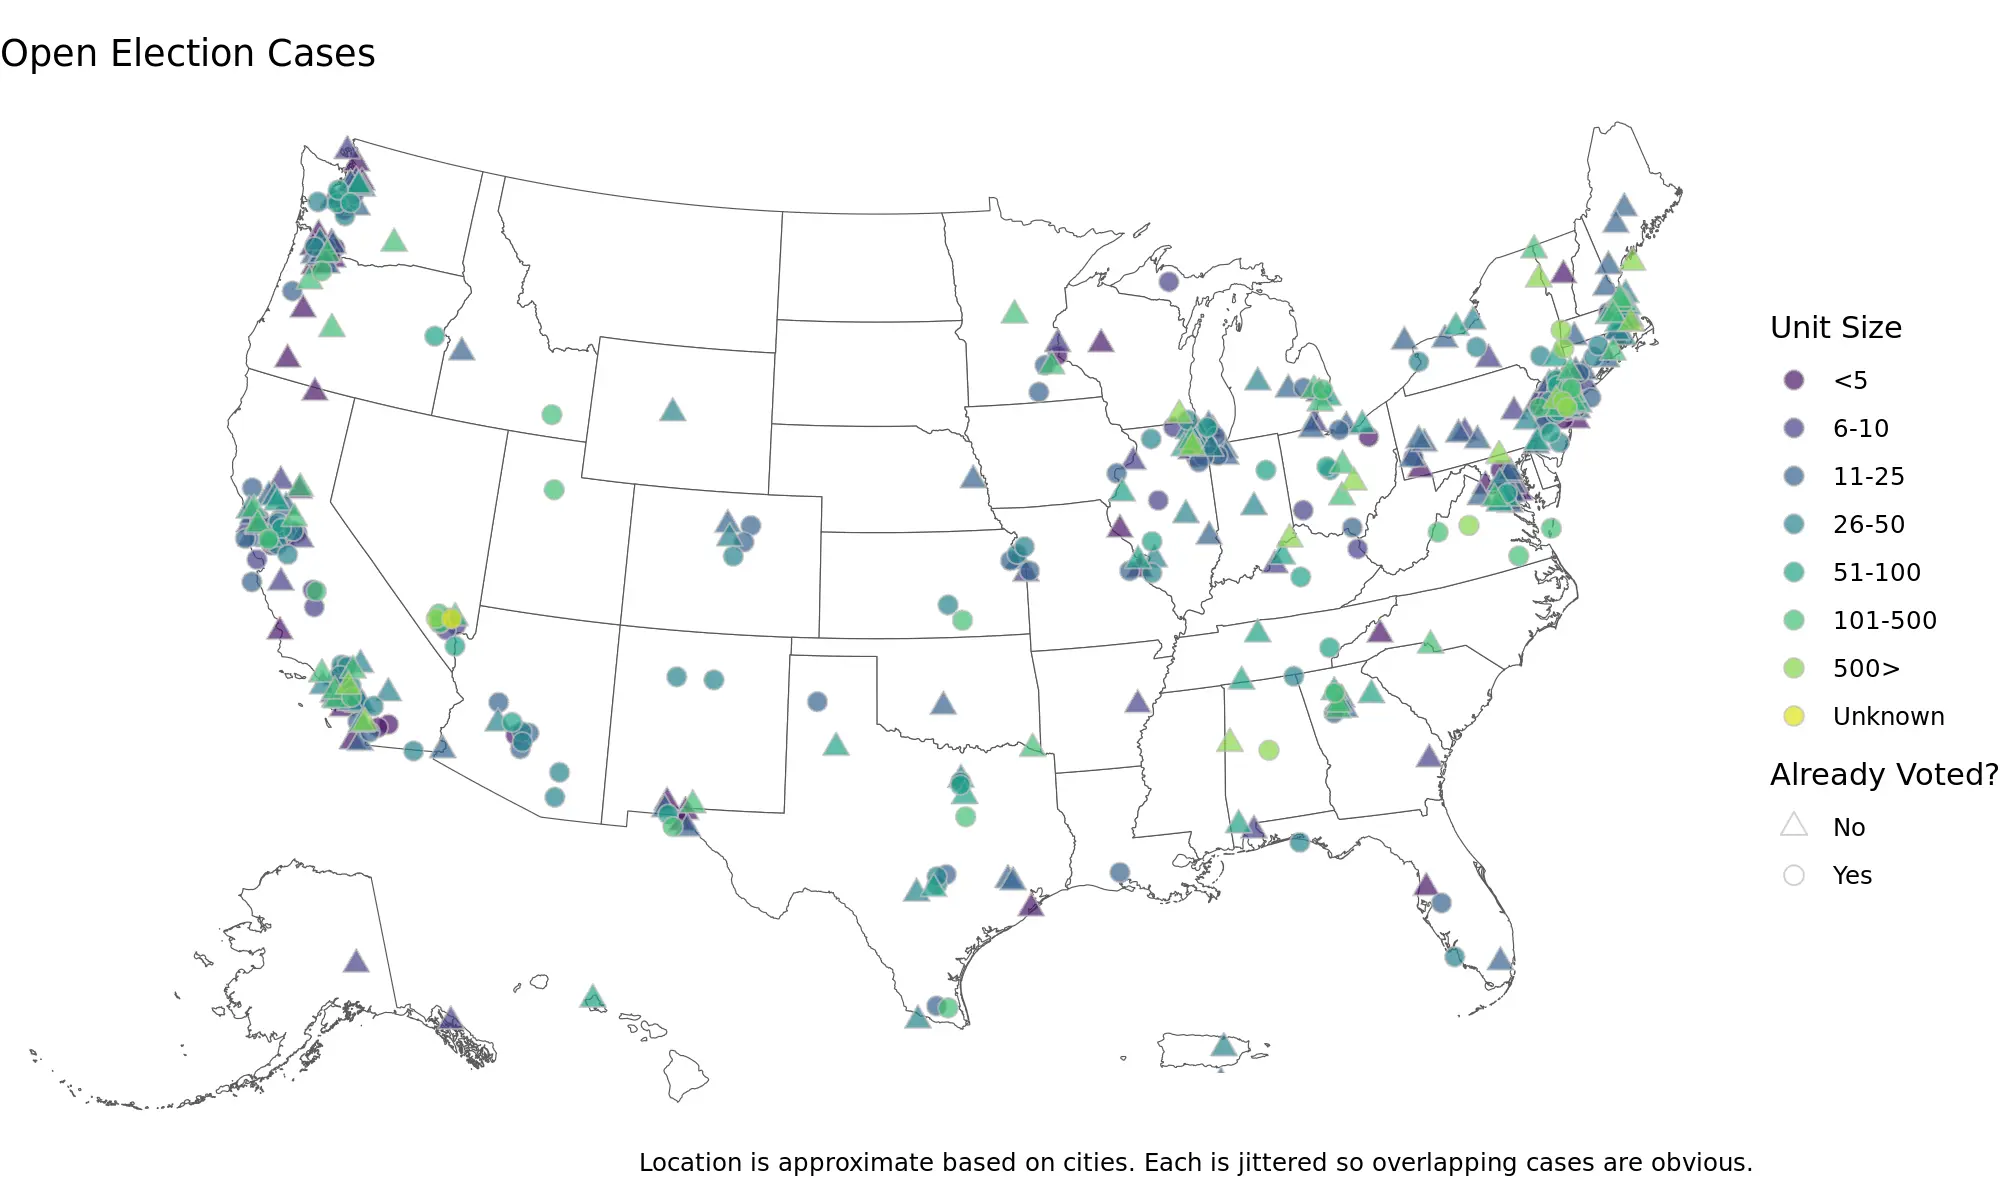 Open Election Cases
Unit Size
<5
6-10
11-25
26-50
51-100
101-500
500>
Unknown
Already Voted?
No
Yes
Location is approximate based on cities. Each is jittered so overlapping cases are obvious.